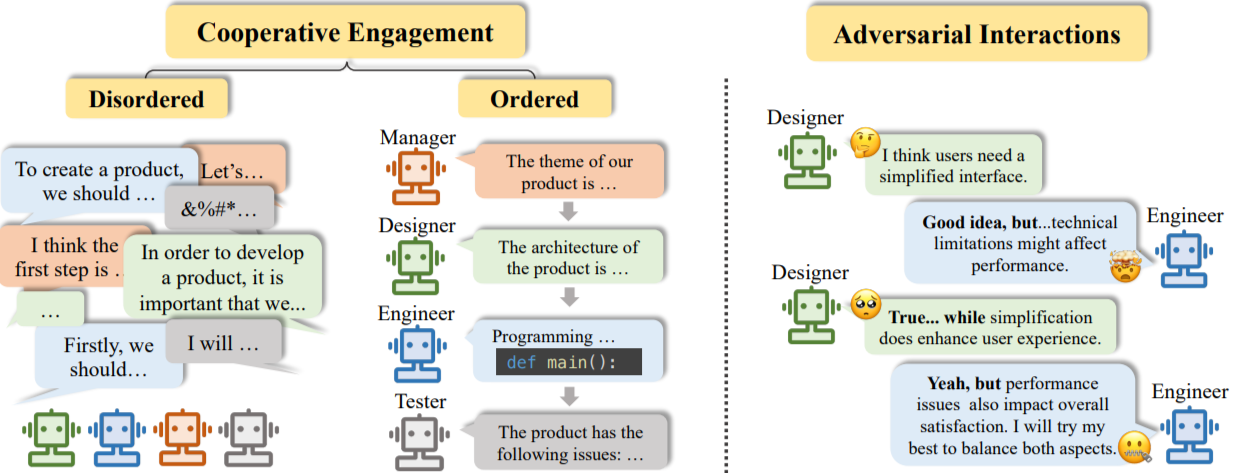 Cooperative Engagement
Disordered
To create a product,
we should …
Let's…
&%#*…
I think the
first step is ..
In order to develop
a product, it is
important that we...
…
Firstly, we
should…
I will …
Ordered
Manager
The theme of our
product is …
Designer
The architecture of
the product is …
Engineer
Programming …
def main():
Tester
The product has the
following issues: …
Adversarial Interactions
Designer
I think users need a
simplified interface.
Engineer
Good idea, but...technical
limitations might affect
performance.
Designer
True... while simplification
does enhance user experience.
Engineer
Yeah, but performance
issues also impact overall
satisfaction. I will try my
best to balance both aspects.